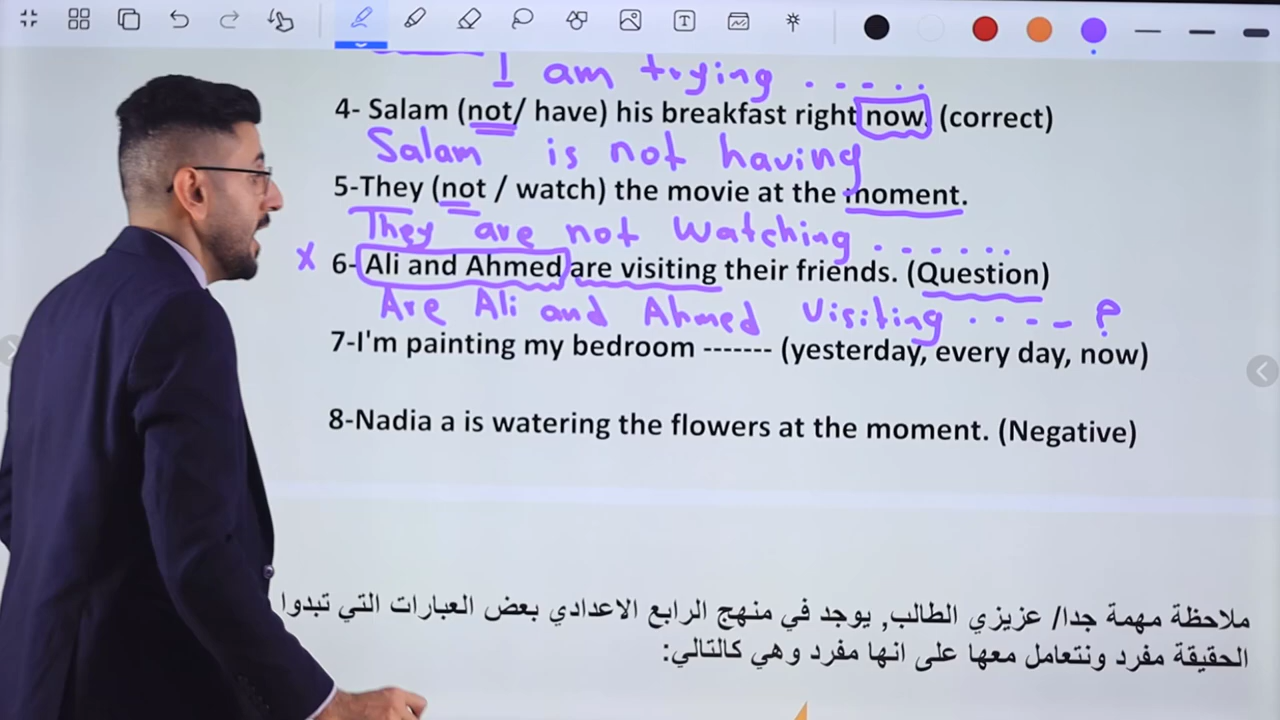 I am trying . . . . . .
4- Salam (not/ have) his breakfast right now. (correct)
Salam is not having
5-They (not / watch) the movie at the moment.
They are not watching . . . . . .
x 6- Ali and Ahmed are visiting their friends. (Question)
Are Ali and Ahmed visiting . . . . - ?
7-I'm painting my bedroom ------- (yesterday, every day, now)
8-Nadia a is watering the flowers at the moment. (Negative)
ملاحظة مهمة جدا/ عزيزي الطالب, يوجد في منهج الرابع الاعدادي بعض العبارات التي تبدوا
الحقيقة مفرد ونتعامل معها على انها مفرد وهي كالتالي: